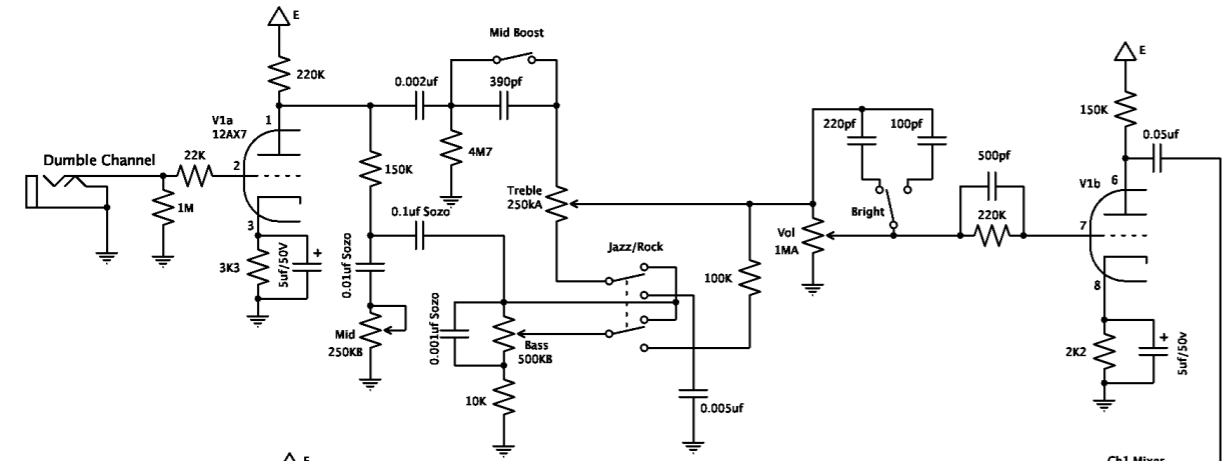 E
E
Mid Boost
220K
0.002uf
390pf
150K
220pf
100pf
V1a
12AX7
1
0.05uf
Dumble Channel
22K
2
4M7
500pf
150K
Treble
250kA
V1b
6
1M
3
0.1uf Sozo
Bright
220K
7
Vol
1MA
Jazz/Rock
3K3
+
5uf/50V
0.01uf Sozo
100K
8
Mid
250KB
0.001uf Sozo
Bass
500KB
2K2
+
5uf/50v
10K
0.005uf
E
Ch1 Mixer